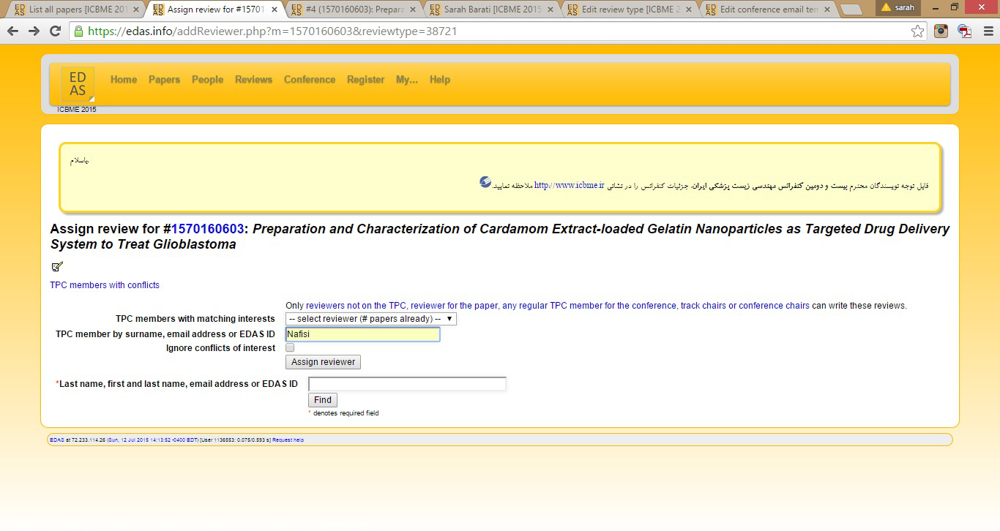 List all papers [ICBME 201
Assign review for #15701
#4 (1570160603): Prepara
Sarah Barati [ICBME 2015
Edit review type [ICBME 2
Edit conference email tem
sarah
https://edas.info/addReviewer.php?m=1570160603&reviewtype=38721
ED AS
Home Papers People Reviews Conference Register My... Help
ICBME 2015
باسلام،
قابل توجه نویسندگان محترم بیست و دومین کنفرانس مهندسی زیست پزشکی ایران، جزئیات کنفرانس را در نشانی http://www.icbme.ir ملاحظه نمایید.
Assign review for #1570160603: Preparation and Characterization of Cardamom Extract-loaded Gelatin Nanoparticles as Targeted Drug Delivery
System to Treat Glioblastoma
TPC members with conflicts
Only reviewers not on the TPC, reviewer for the paper, any regular TPC member for the conference, track chairs or conference chairs can write these reviews.
TPC members with matching interests -- select reviewer (# papers already) --
TPC member by surname, email address or EDAS ID Nafisi
Ignore conflicts of interest
Assign reviewer
*Last name, first and last name, email address or EDAS ID
Find
* denotes required field
EDAS at 72.233.114.26 (Sun, 12 Jul 2015 14:13:52 -0400 EDT) [User 1136553: 0.075/0.593 s] Request help